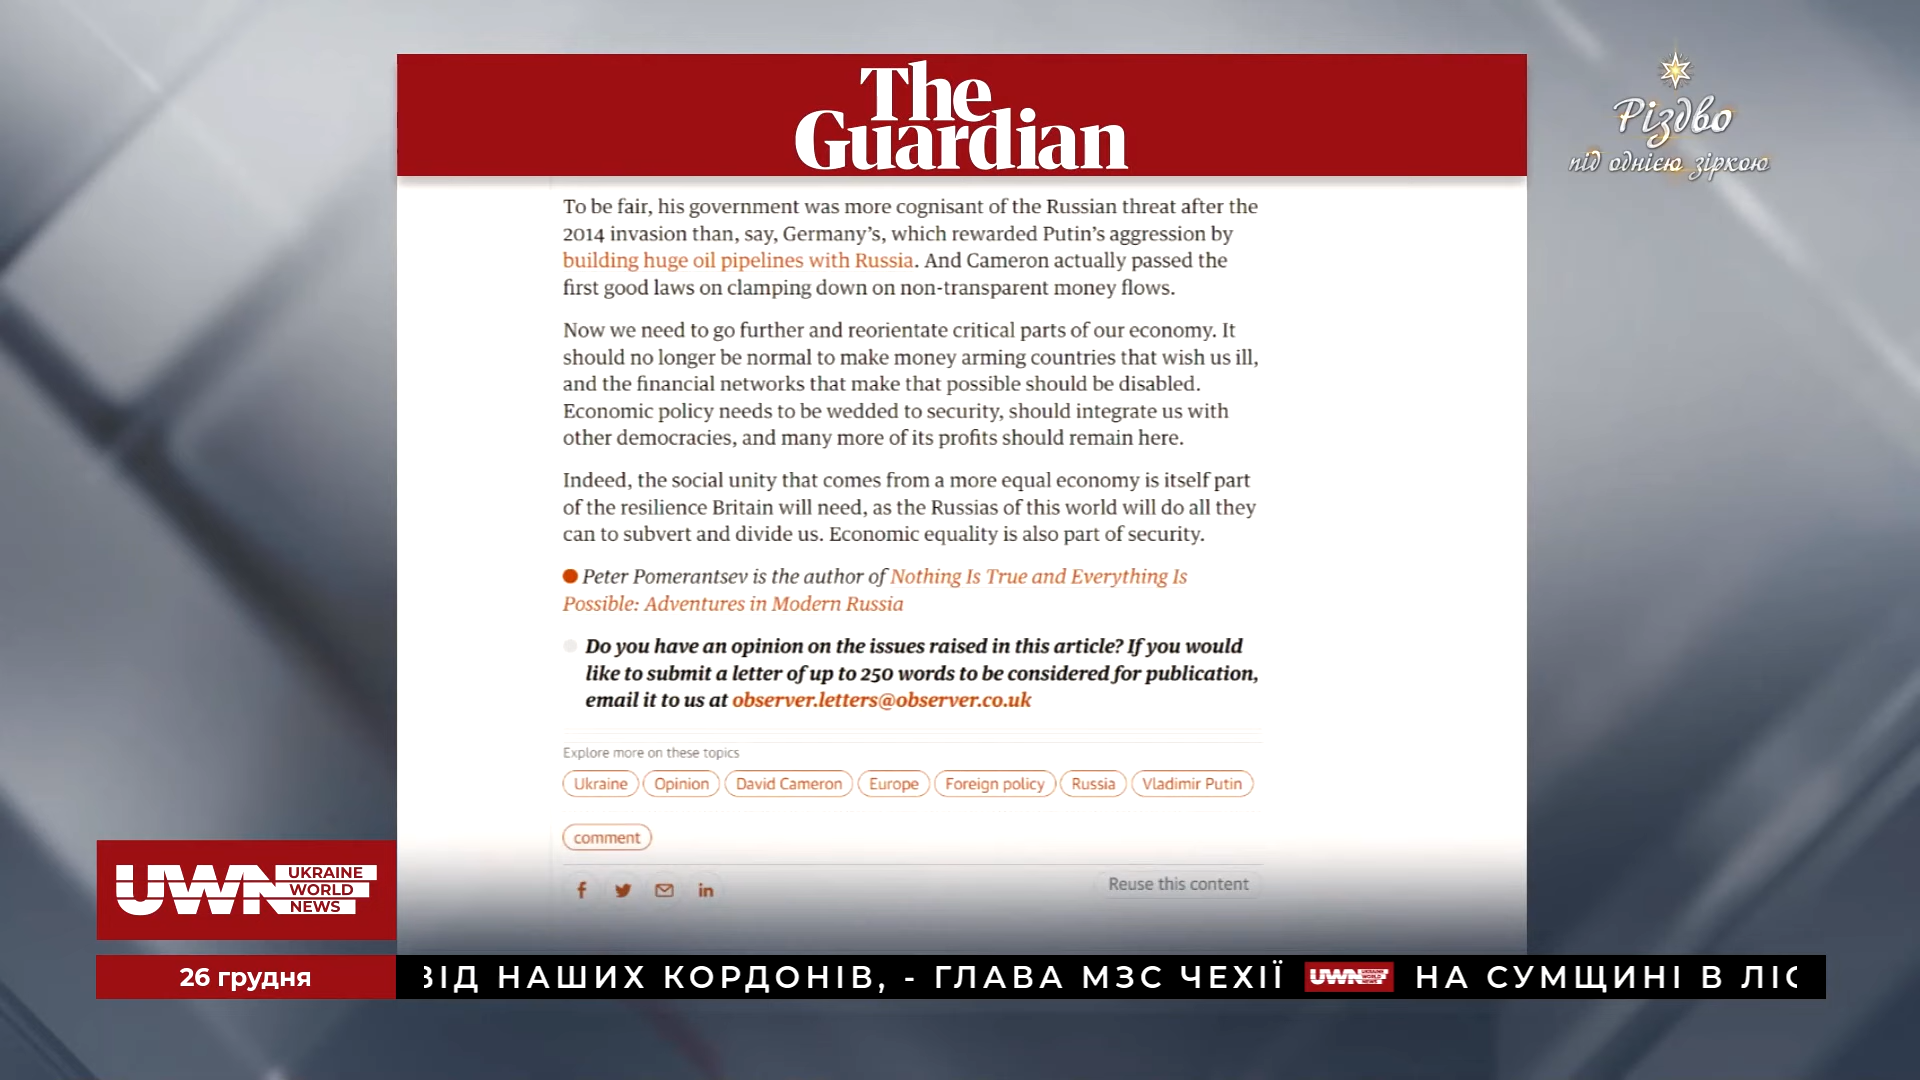 The
Guardian
Різдво
під однією зіркою
To be fair, his government was more cognisant of the Russian threat after the
2014 invasion than, say, Germany’s, which rewarded Putin’s aggression by
building huge oil pipelines with Russia. And Cameron actually passed the
first good laws on clamping down on non-transparent money flows.
Now we need to go further and reorientate critical parts of our economy. It
should no longer be normal to make money arming countries that wish us ill,
and the financial networks that make that possible should be disabled.
Economic policy needs to be wedded to security, should integrate us with
other democracies, and many more of its profits should remain here.
Indeed, the social unity that comes from a more equal economy is itself part
of the resilience Britain will need, as the Russias of this world will do all they
can to subvert and divide us. Economic equality is also part of security.
Peter Pomerantsev is the author of Nothing Is True and Everything Is
Possible: Adventures in Modern Russia
Do you have an opinion on the issues raised in this article? If you would
like to submit a letter of up to 250 words to be considered for publication,
email it to us at observer.letters@observer.co.uk
Explore more on these topics
Ukraine Opinion David Cameron Europe Foreign policy Russia Vladimir Putin
comment
Reuse this content
UWN UKRAINE
WORLD
NEWS
26 грудня
ВІД НАШИХ КОРДОНІВ, - ГЛАВА МЗС ЧЕХІЇ UWN НА СУМЩИНІ В ЛІС